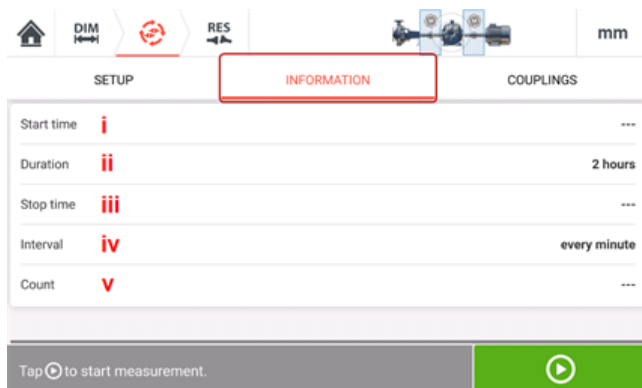 DIM RES mm
SETUP INFORMATION COUPLINGS
Start time i ---
Duration ii 2 hours
Stop time iii ---
Interval iv every minute
Count v ---
Tap to start measurement.